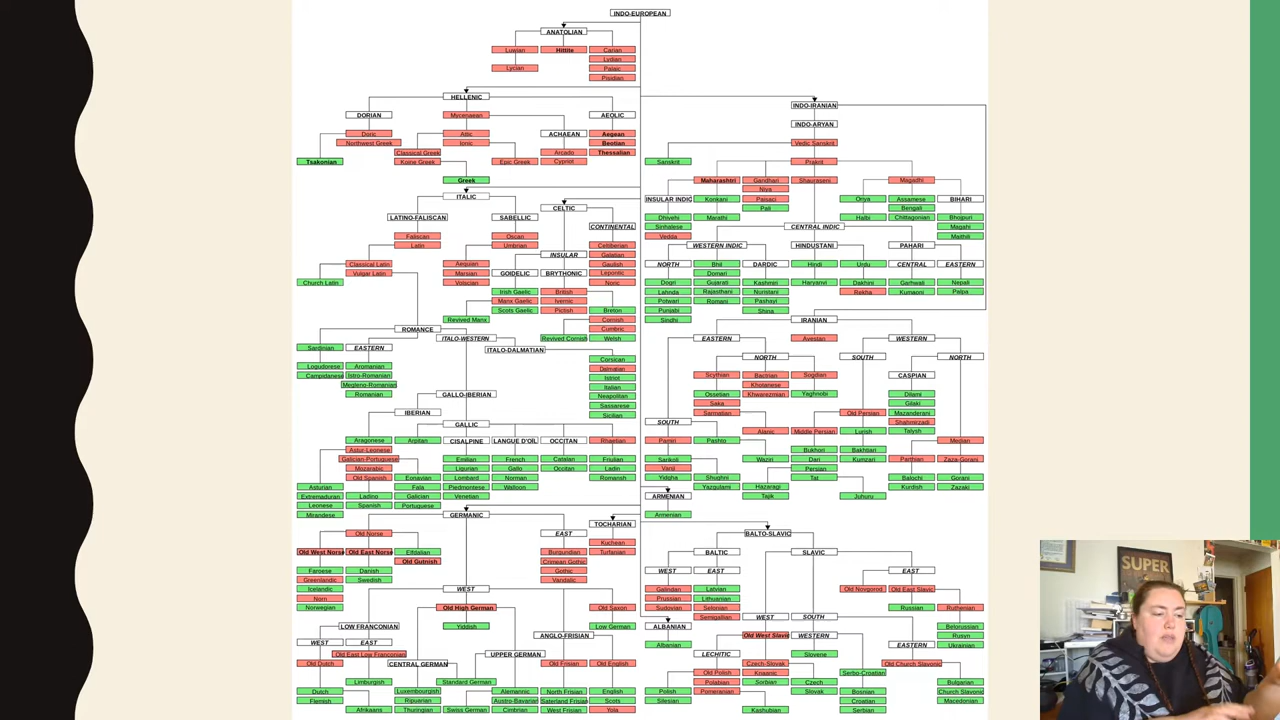 INDO-EUROPEAN
ANATOLIAN
Luwian Hittite Carian
Lydian
Lycian Palaic
Pisidian
HELLENIC
DORIAN Mycenaean AEOLIC
Doric Attic ACHAEAN Aegean
Northwest Greek Ionic Beotian
Classical Greek Arcado Thessalian
Tsakonian Koine Greek Epic Greek Cypriot
Greek
ITALIC
CELTIC
LATINO-FALISCAN SABELLIC
CONTINENTAL
Faliscan Oscan
Latin Umbrian Celtiberian
INSULAR Galatian
Classical Latin Aequian Gaulish
Vulgar Latin Marsian GOIDELIC BRYTHONIC Lepontic
Church Latin Volscian Noric
Irish Gaelic British
Manx Gaelic Ivernic
Scots Gaelic Pictish Breton
Revived Manx Cornish
ROMANCE Cumbric
ITALO-WESTERN Revived Cornish Welsh
Sardinian EASTERN ITALO-DALMATIAN
Corsican
Logudorese Aromanian Dalmatian
Campidanese Istro-Romanian Istriot
Megleng-Romanian Italian
Romanian GALLO-IBERIAN Neapolitan
Sassarese
IBERIAN Sicilian
GALLIC
Aragonese Arpitan CISALPINE LANGUE D'OÏL OCCITAN Rhaetian
Astur-Leonese
Galician-Portuguese Emilian French Catalan Friulian
Mozarabic Ligurian Gallo Occitan Ladin
Old Spanish Eonavian Lombard Norman Romansh
Asturian Fala Piedmontese Walloon
Extremaduran Ladino Galician Venetian
Leonese Spanish Portuguese
Mirandese
GERMANIC
TOCHARIAN
Old Norse EAST
Kuchean
Old West Norse Old East Norse Elfdalian Burgundian Turfanian
Old Gutnish Crimean Gothic
Faroese Danish Gothic
Greenlandic Swedish Vandalic
Icelandic WEST
Norn
Norwegian Old High German Old Saxon
LOW FRANCONIAN Yiddish Low German
ANGLO-FRISIAN
WEST EAST
Old East Low Franconian UPPER GERMAN
Old Dutch CENTRAL GERMAN Old Frisian Old English
Limburgish Standard German
Dutch Luxembourgish Alemannic North Frisian English
Flemish Ripuarian Austro-Bavarian Saterland Frisian Scots
Afrikaans Thuringian Swiss German Cimbrian West Frisian Yola
INDO-IRANIAN
INDO-ARYAN
Vedic Sanskrit
Sanskrit Prakrit
Maharashtri Gandhari Shauraseni Magadhi
Niya
INSULAR INDIC Konkani Paisaci Oriya Assamese BIHARI
Pali Bengali
Dhivehi Marathi Halbi Chittagonian Bhojpuri
Sinhalese CENTRAL INDIC Magahi
Vedda Maithili
WESTERN INDIC HINDUSTANI PAHARI
NORTH Bhil DARDIC Hindi Urdu CENTRAL EASTERN
Domari
Dogri Gujarati Kashmiri Haryanvi Dakhini Garhwali Nepali
Lahnda Rajasthani Nuristani Rekha Kumaoni Palpa
Potwari Romani Pashayi
Punjabi Shina
Sindhi IRANIAN
EASTERN Avestan WESTERN
NORTH SOUTH NORTH
Scythian Bactrian Sogdian CASPIAN
Khotanese
Ossetian Khwarezmian Yaghnobi Dilami
Saka Gilaki
Sarmatian Old Persian Mazanderani
SOUTH Shahmirzadi
Alanic Middle Persian Lurish Talysh
Pamiri Pashto Median
Bukhori Bakhtiari
Sarikoli Waziri Dari Kumzari Parthian Zaza-Gorani
Vanji Persian
Yidgha Shughni Tat Balochi Gorani
Yazgulami Hazaragi Kurdish Zazaki
ARMENIAN Tajik Juhuru
Armenian
BALTO-SLAVIC
BALTIC SLAVIC
WEST EAST EAST
Galindan Latvian Old Novgorod Old East Slavic
Prussian Lithuanian
Sudovian Selonian Russian Ruthenian
Semigallian WEST SOUTH
ALBANIAN Belorussian
Old West Slavic WESTERN Rusyn
Albanian EASTERN Ukrainian
LECHITIC Slovene
Czech-Slovak Old Church Slavonic
Old Polish Knaanic Serbo-Croatian
Polabian Sorbian Czech Bulgarian
Polish Pomeranian Slovak Bosnian Church Slavonic
Silesian Croatian Macedonian
Kashubian Serbian
SUPER